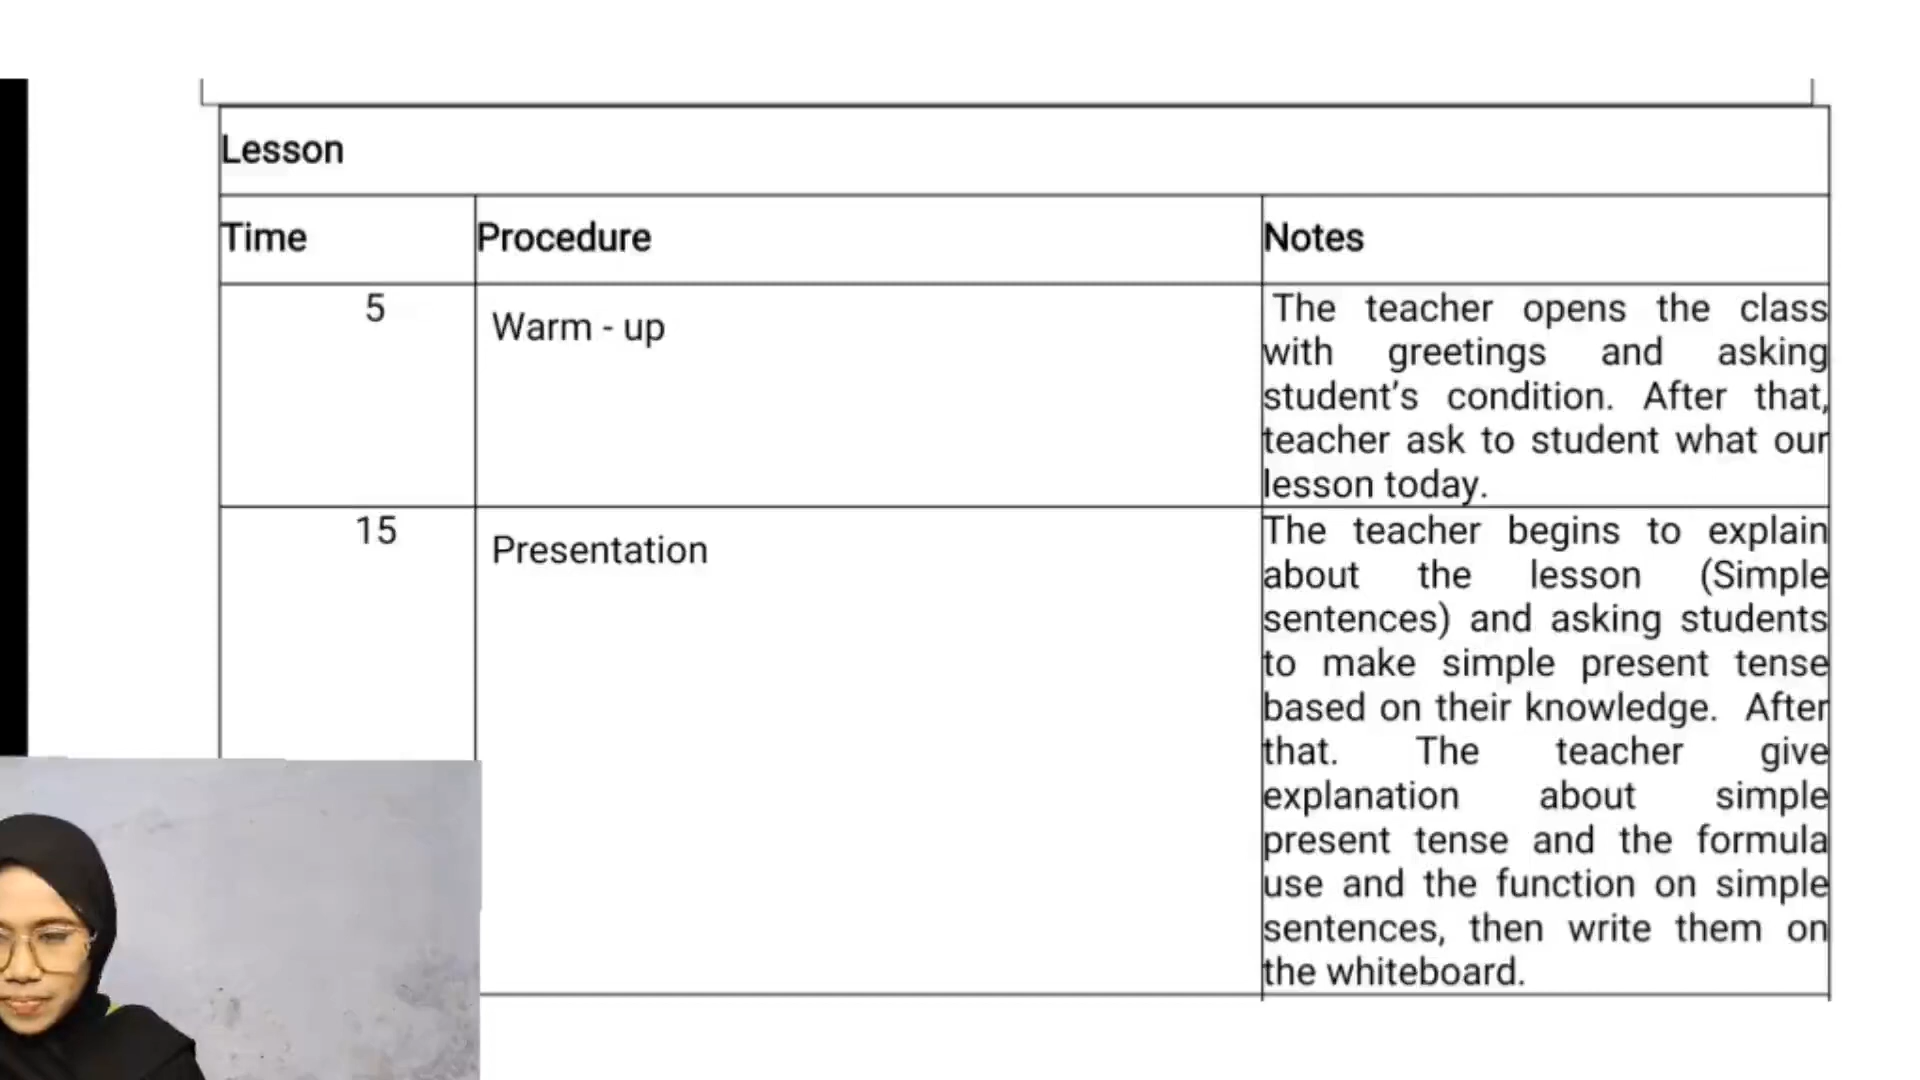 Lesson
Time Procedure Notes
5 Warm - up
The teacher opens the class
with greetings and asking
student's condition. After that,
teacher ask to student what our
lesson today.
15 Presentation
The teacher begins to explain
about the lesson (Simple
sentences) and asking students
to make simple present tense
based on their knowledge. After
that. The teacher give
explanation about simple
present tense and the formula
use and the function on simple
sentences, then write them on
the whiteboard.